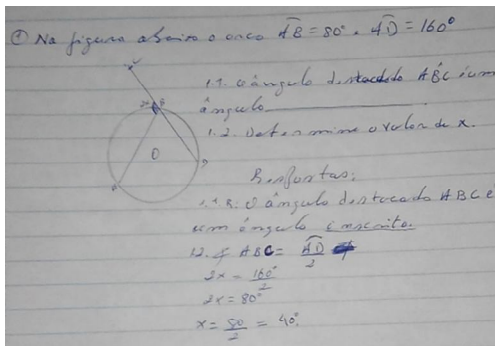 ① Na figura abaixo o arco AB = 80° e AD = 160°
1.1. O ângulo destacado ABC é um
ângulo
1.2. Determine o valor de x.
B
O
D
Respostas:
1.1 R: O ângulo destacado ABC é
um ângulo inscrito.
1.2. ∢ ABC = AD/2
2x = 160°/2
2x = 80°
x = 80/2 = 40°